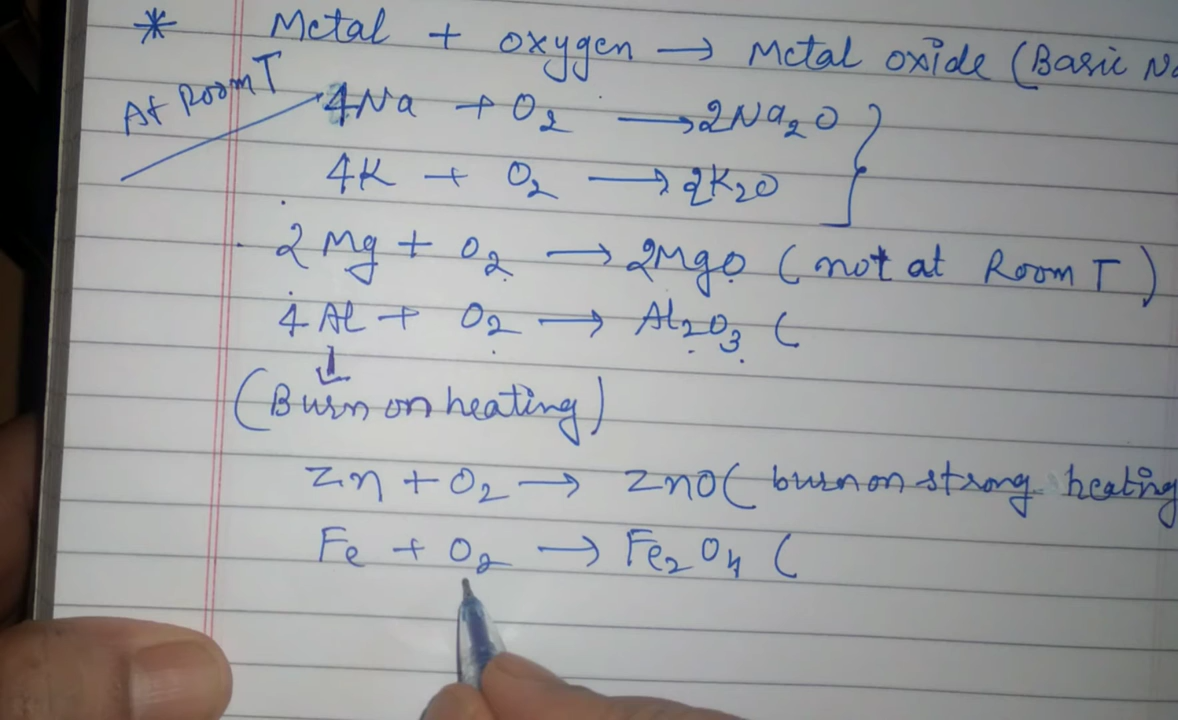 * Metal + oxygen → Metal oxide (Basic
At Room T
4Na + O2 → 2Na2O }
4K + O2 → 2K2O
2Mg + O2 → 2MgO (not at Room T)
4Al + O2 → Al2O3 (
↓
(Burn on heating)
Zn + O2 → ZnO( burn on strong heating
Fe + O2 → Fe2O4 (